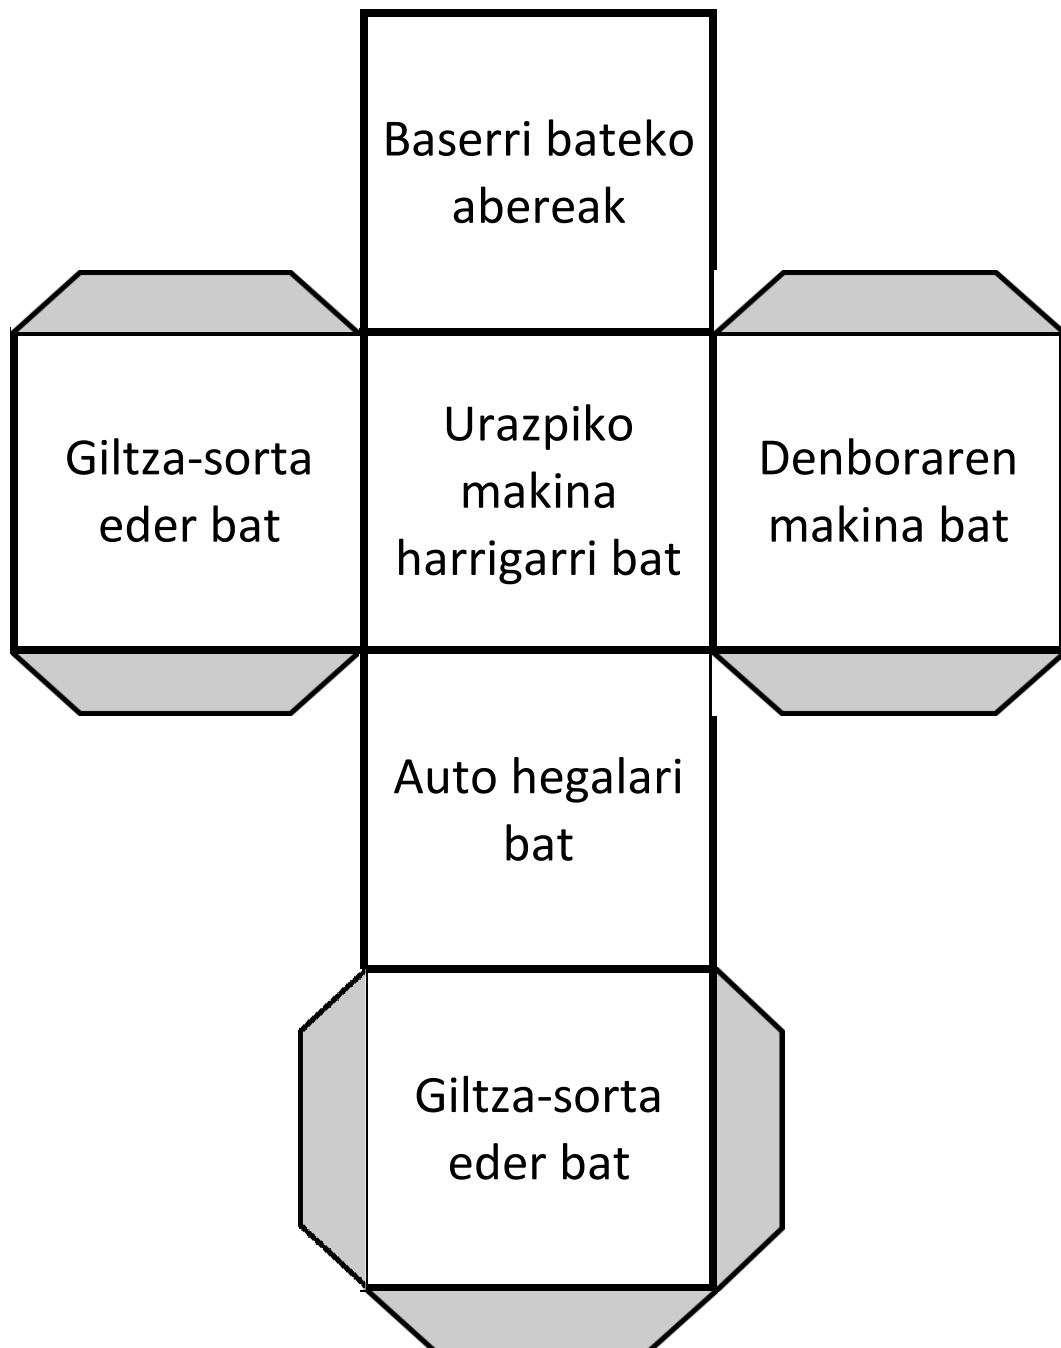 Baserri bateko
abereak
Giltza-sorta
eder bat
Urazpiko
makina
harrigarri bat
Denboraren
makina bat
Auto hegalari
bat
Giltza-sorta
eder bat